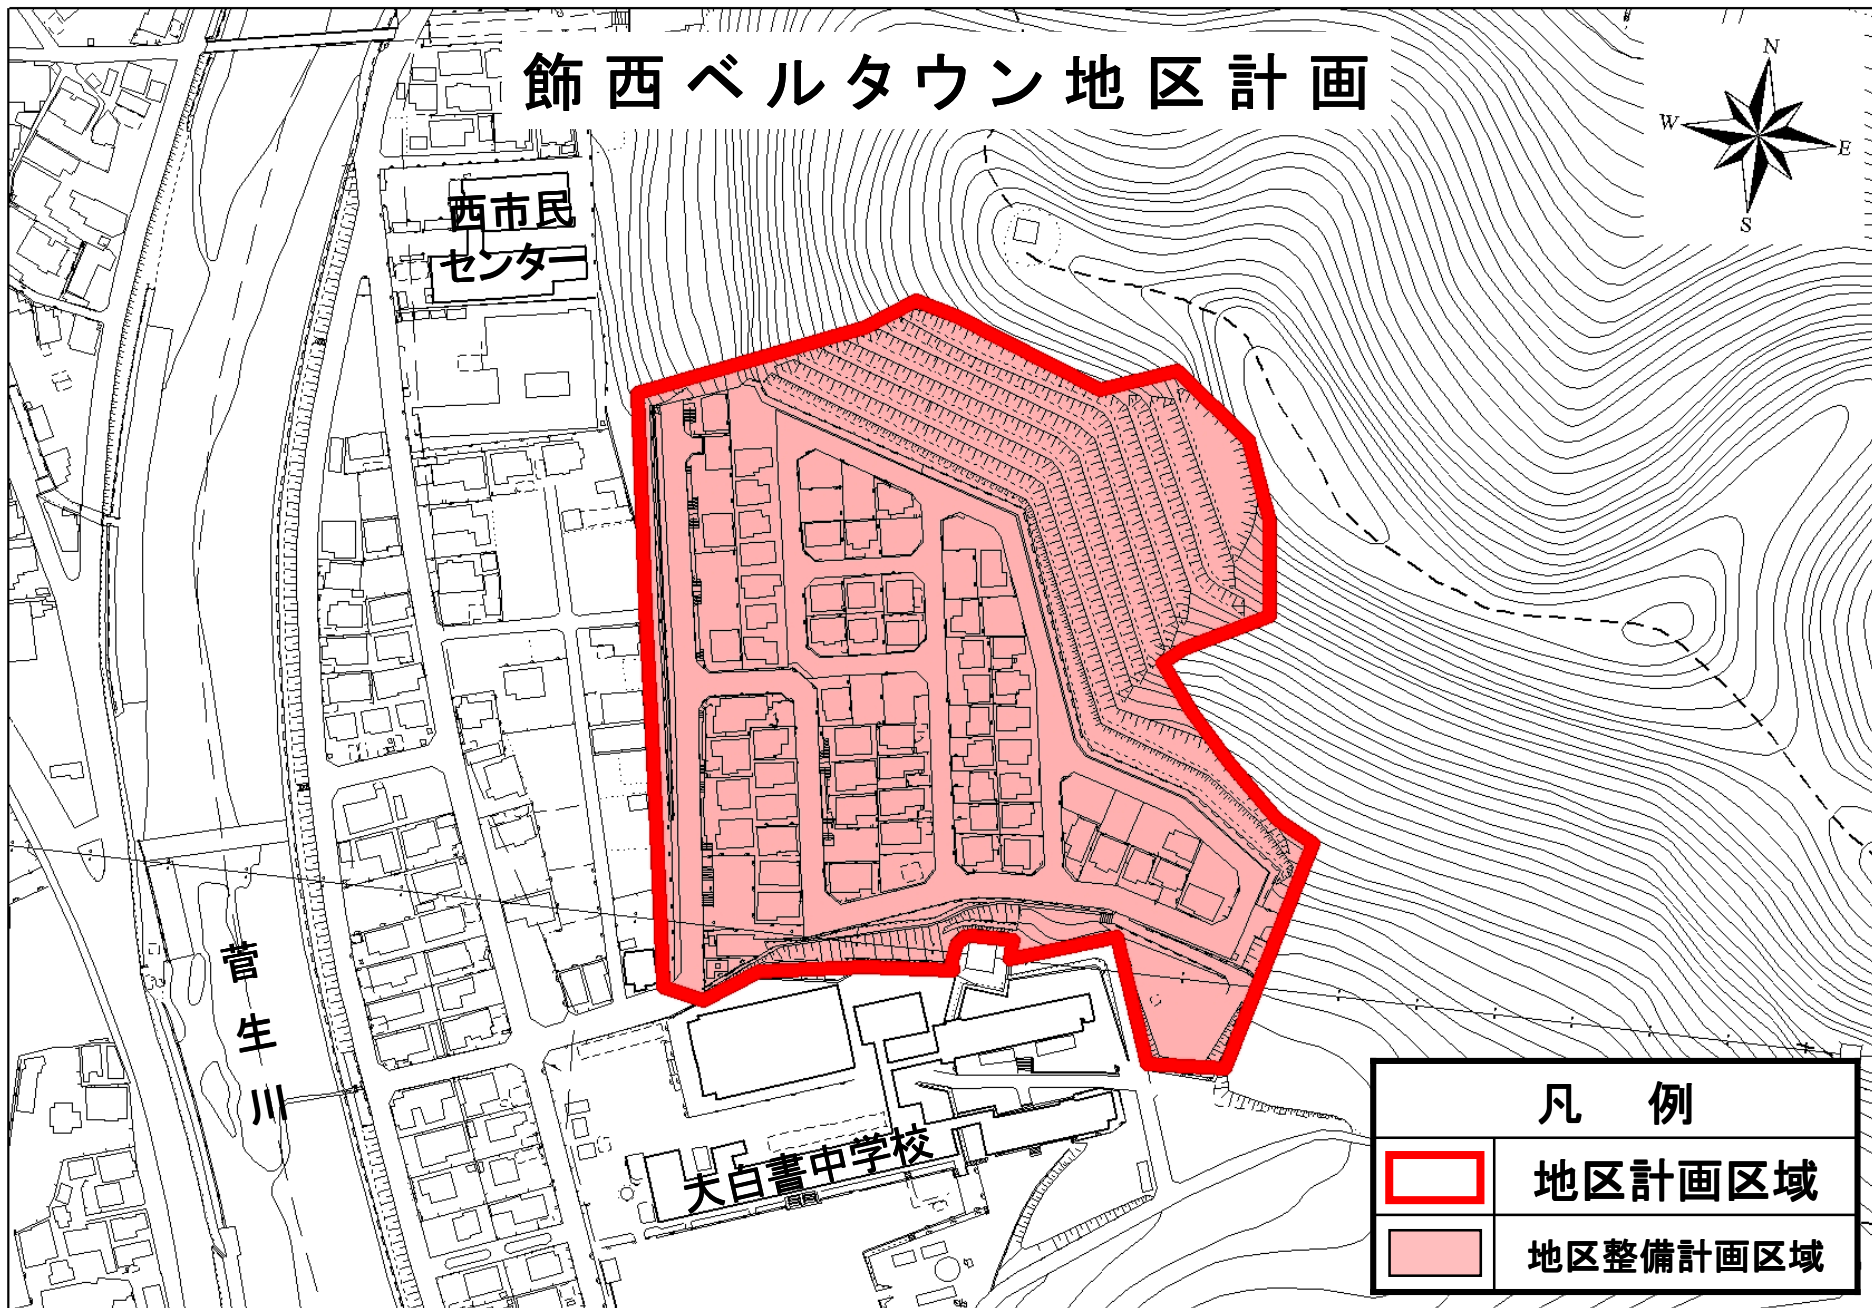 飾西ベルタウン地区計画
N
W
E
S
西市民
センター
菅生川
大白書中学校
凡 例
地区計画区域
地区整備計画区域